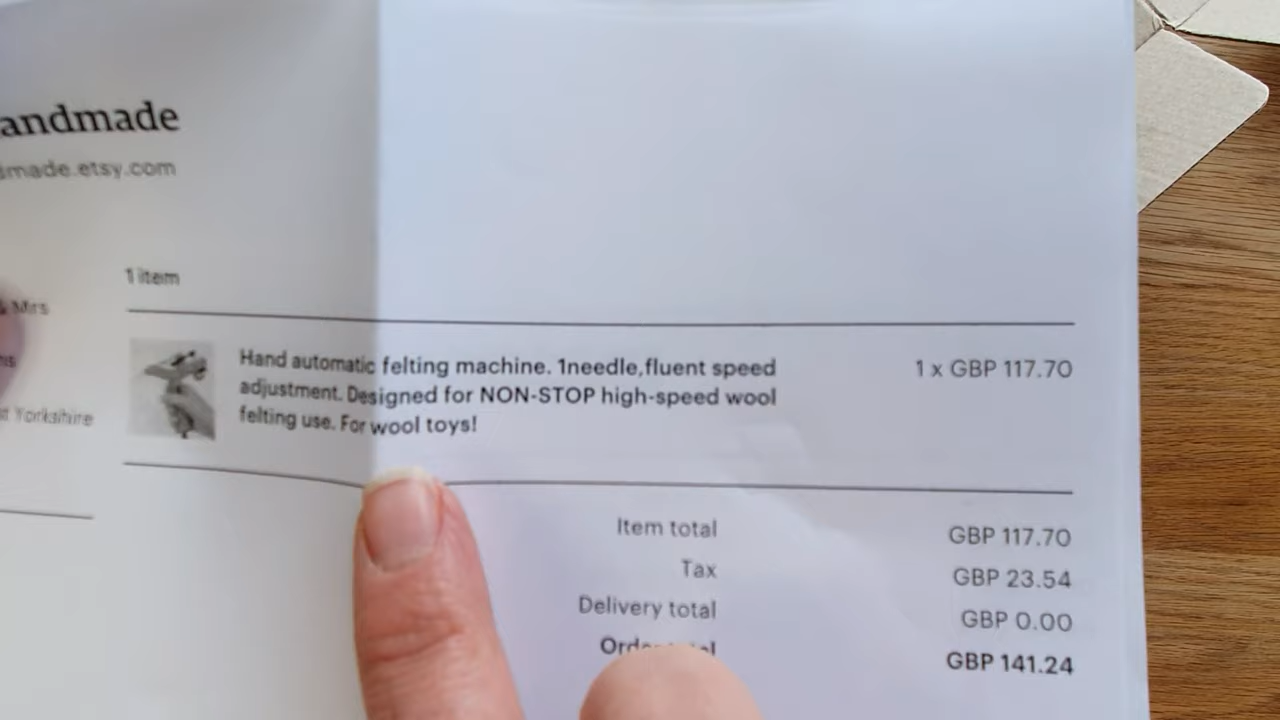 andmade
made.etsy.com
1 item
& Mrs
Yorkshire
Hand automatic felting machine. 1needle,fluent speed
adjustment. Designed for NON-STOP high-speed wool
felting use. For wool toys!
1 x GBP 117.70
Item total GBP 117.70
Tax GBP 23.54
Delivery total GBP 0.00
GBP 141.24